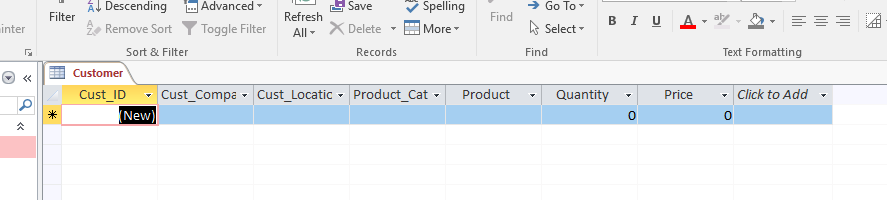 Filter
Descending
Advanced
Remove Sort
Toggle Filter
Sort & Filter
Refresh
All
Save
Spelling
Delete
More
Records
Find
Go To
Select
Find
B I U A
Text Formatting
Customer
Cust_ID Cust_Compa Cust_Locatic Product_Cat Product Quantity Price Click to Add
* (New) 0 0